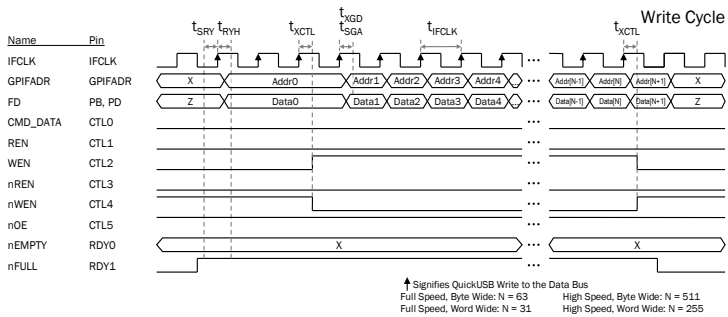 Write Cycle
tSRY tRYH tXCTL tXGD tSGA tIFCLK tXCTL
Name Pin
IFCLK IFCLK ...
GPIFADR GPIFADR X Addr0 Addr1 Addr2 Addr3 Addr4 ... Addr[N-1] Addr[N] Addr[N+1] X
FD PB, PD Z Data0 Data1 Data2 Data3 Data4 ... Data[N-1] Data[N] Data[N+1] Z
CMD_DATA CTL0 ...
REN CTL1
WEN CTL2 ...
nREN CTL3
nWEN CTL4 ...
nOE CTL5
nEMPTY RDY0 X ... X
nFULL RDY1 ...
Signifies QuickUSB Write to the Data Bus
Full Speed, Byte Wide: N = 63 High Speed, Byte Wide: N = 511
Full Speed, Word Wide: N = 31 High Speed, Word Wide: N = 255